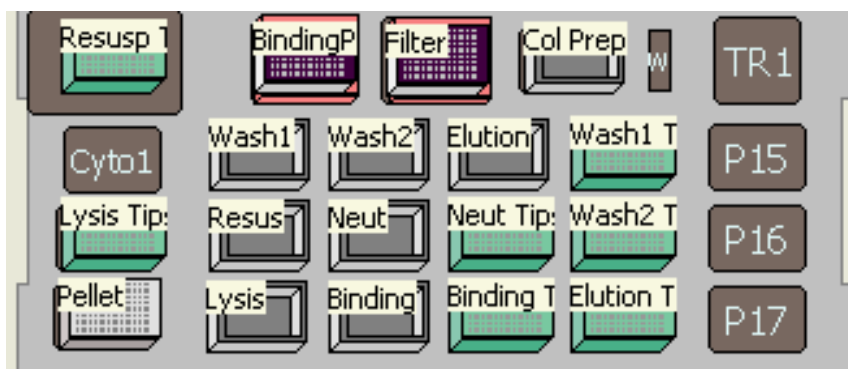 Resusp T BindingP Filter Col Prep W TR1
Cyto1 Wash1 Wash2 Elution Wash1 T P15
Lysis Tips Resus Neut Neut Tips Wash2 T P16
Pellet Lysis Binding Binding T Elution T P17